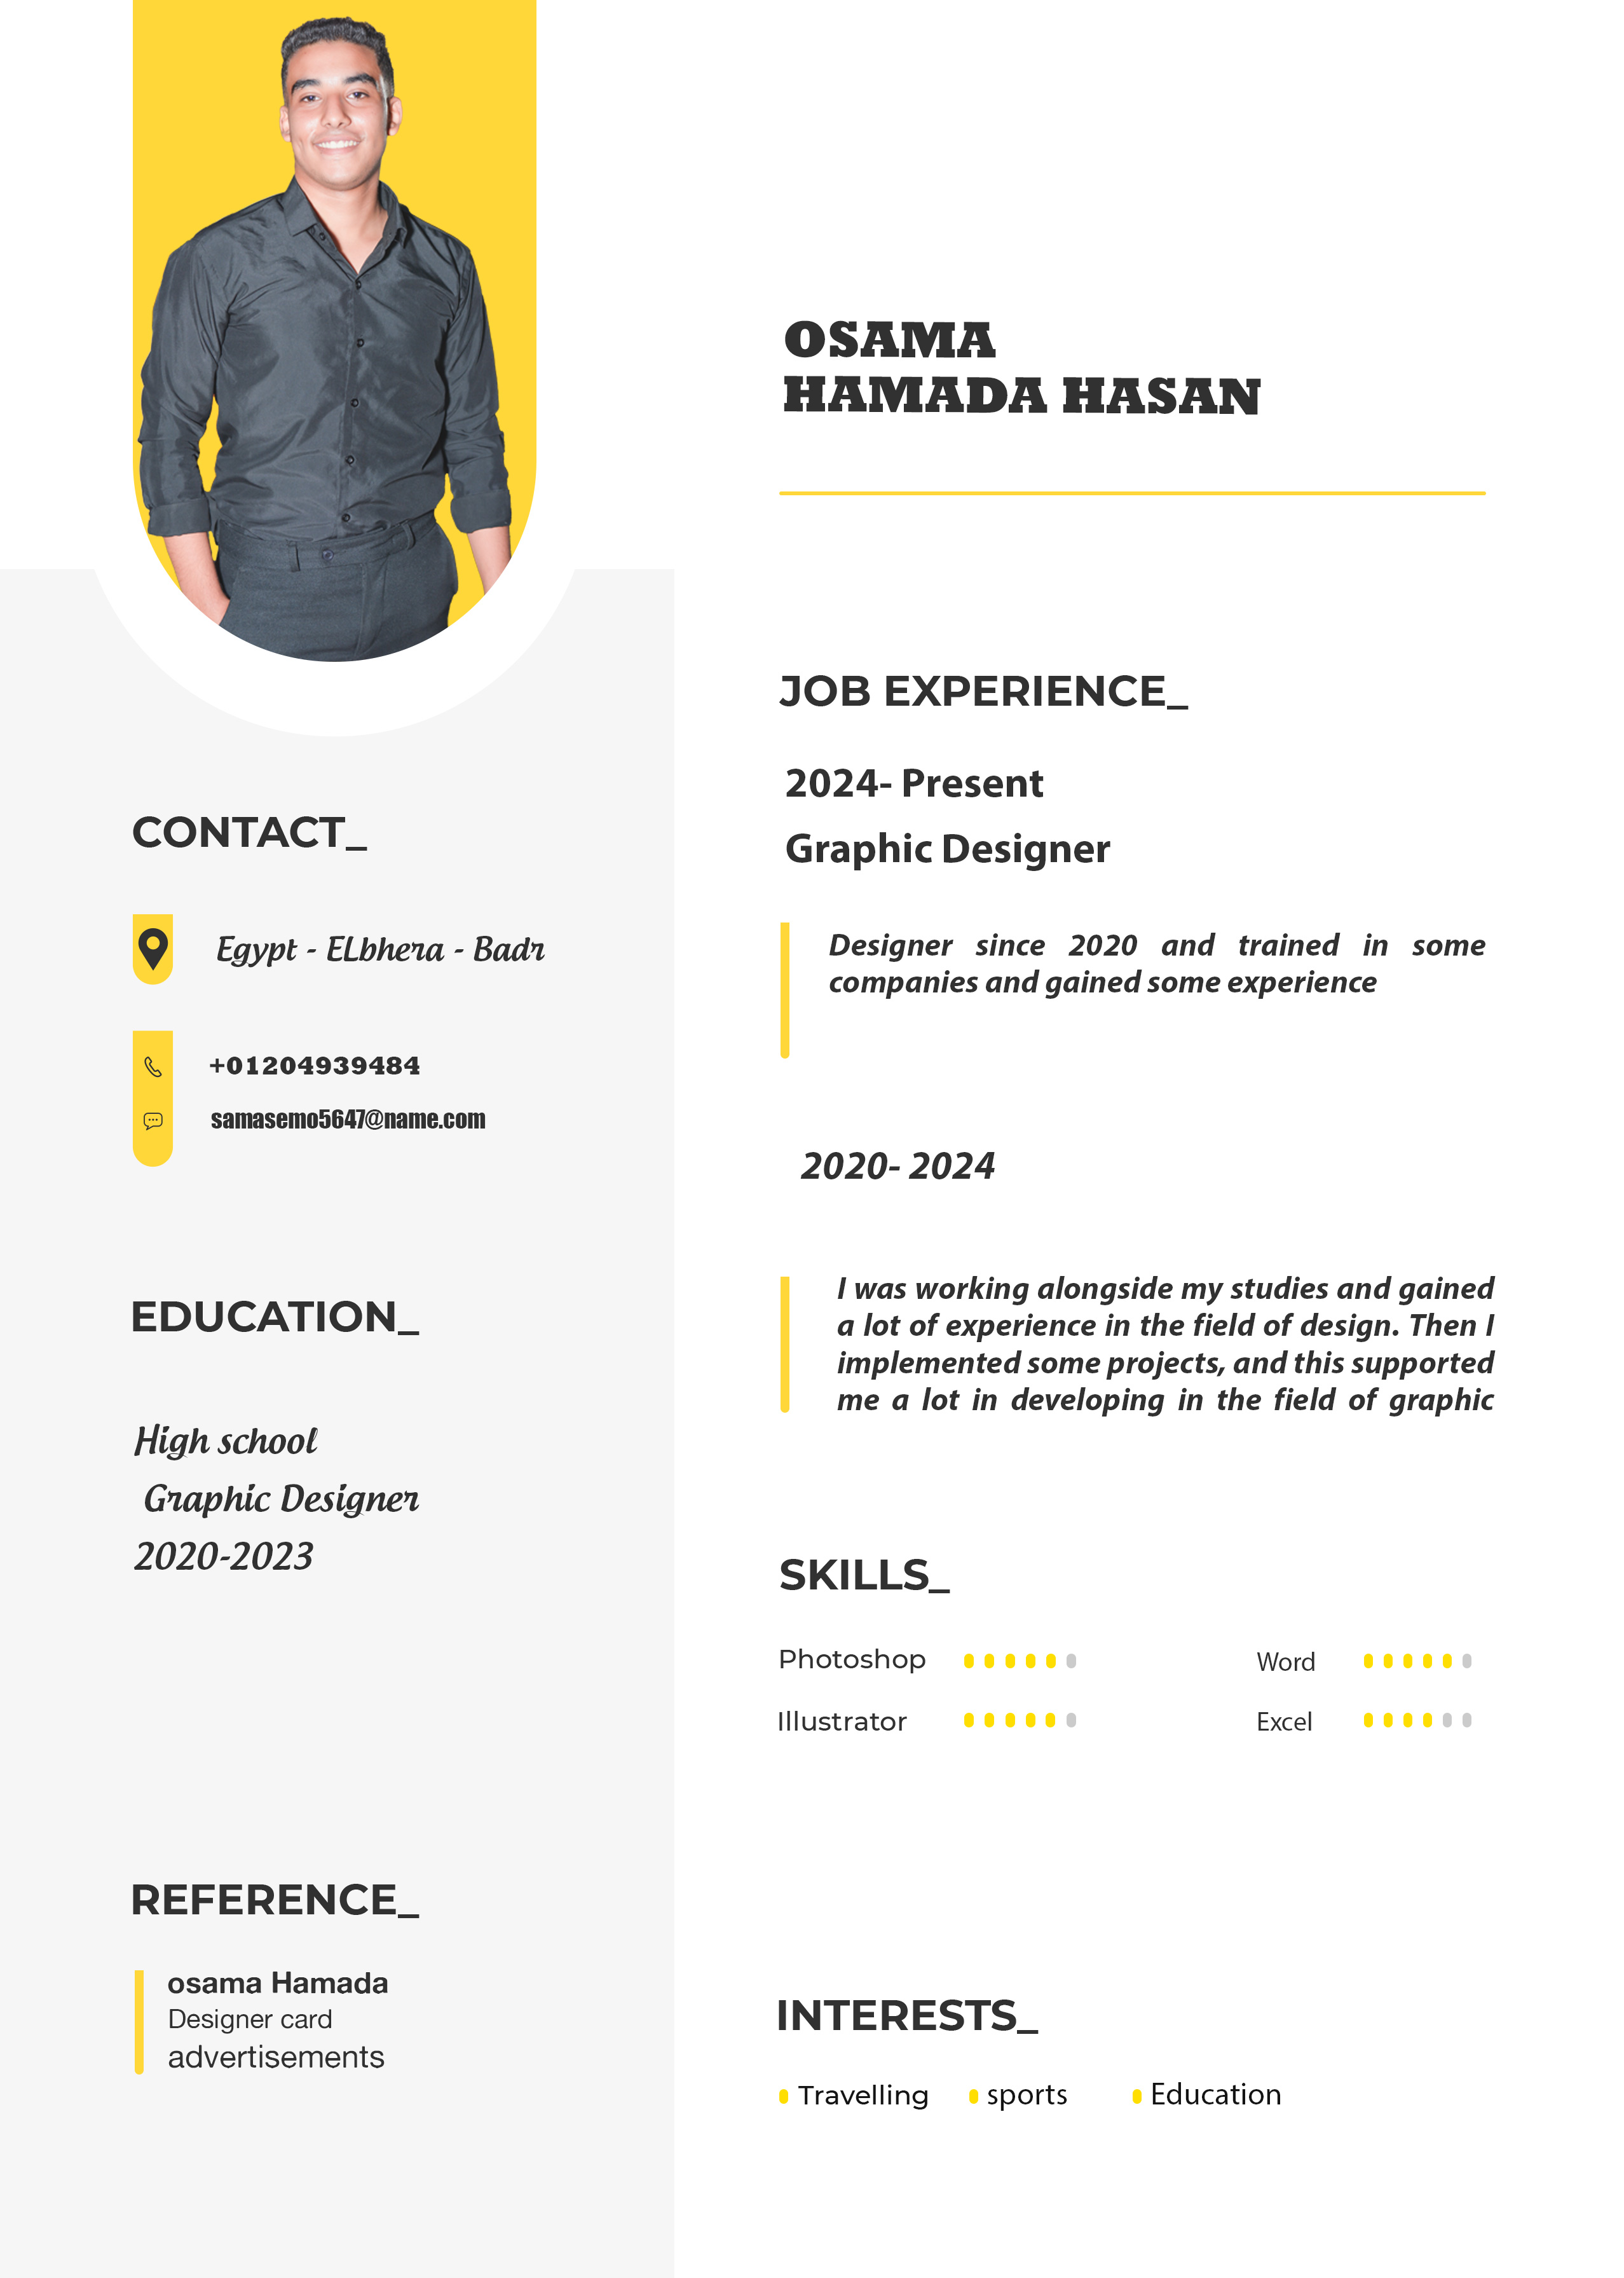 OSAMA
HAMADA HASAN
CONTACT_
Egypt - ELbhera - Badr
+01204939484
samasemo5647@name.com
EDUCATION_
High school
Graphic Designer
2020-2023
REFERENCE_
osama Hamada
Designer card
advertisements
JOB EXPERIENCE_
2024- Present
Graphic Designer
Designer since 2020 and trained in some
companies and gained some experience
2020- 2024
I was working alongside my studies and gained
a lot of experience in the field of design. Then I
implemented some projects, and this supported
me a lot in developing in the field of graphic
SKILLS_
Photoshop
Word
Illustrator
Excel
INTERESTS_
Travelling sports Education